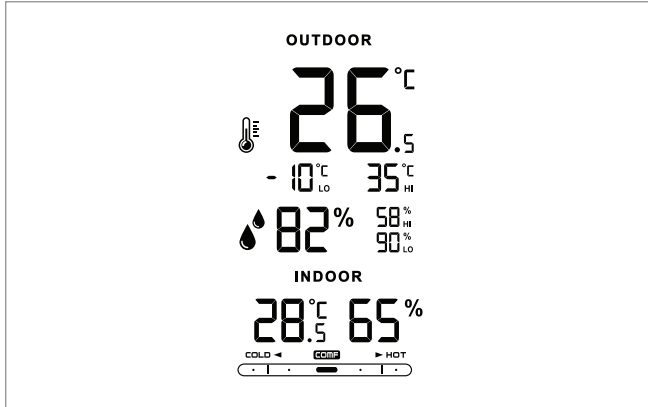 OUTDOOR
26.5°C
-10°C LO 35°C HI
82% 58% HI
90% LO
INDOOR
28.5°C 65%
COLD ◄ COMF ► HOT